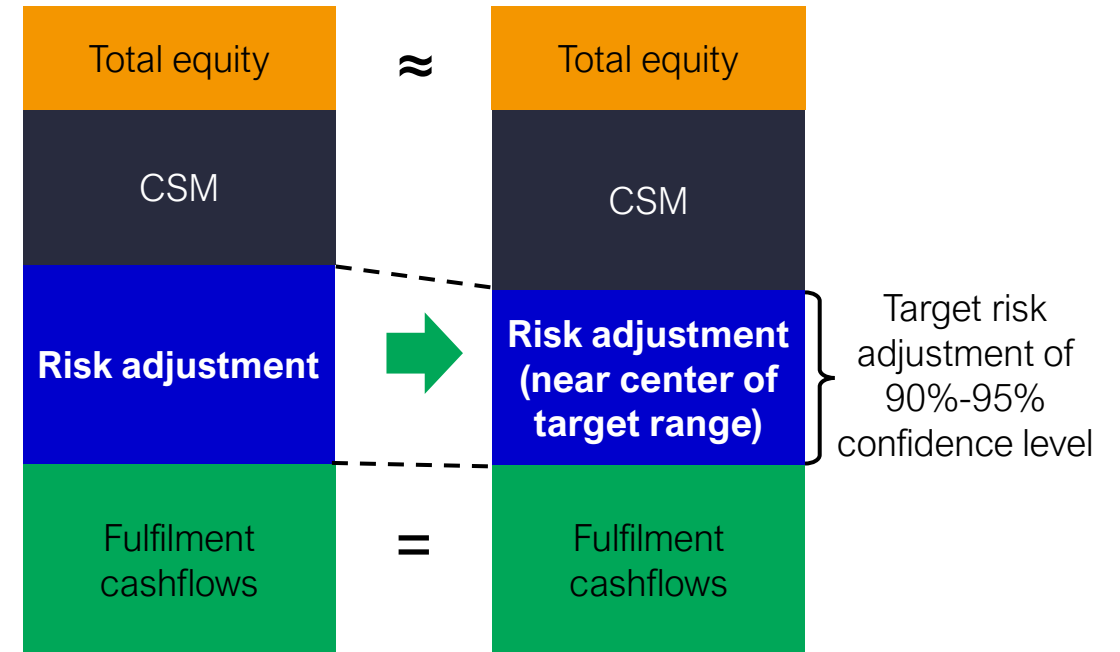 Total equity
≈
Total equity
CSM
CSM
Risk adjustment
Risk adjustment
(near center of
target range)
Target risk
adjustment of
90%-95%
confidence level
Fulfilment
cashflows
=
Fulfilment
cashflows